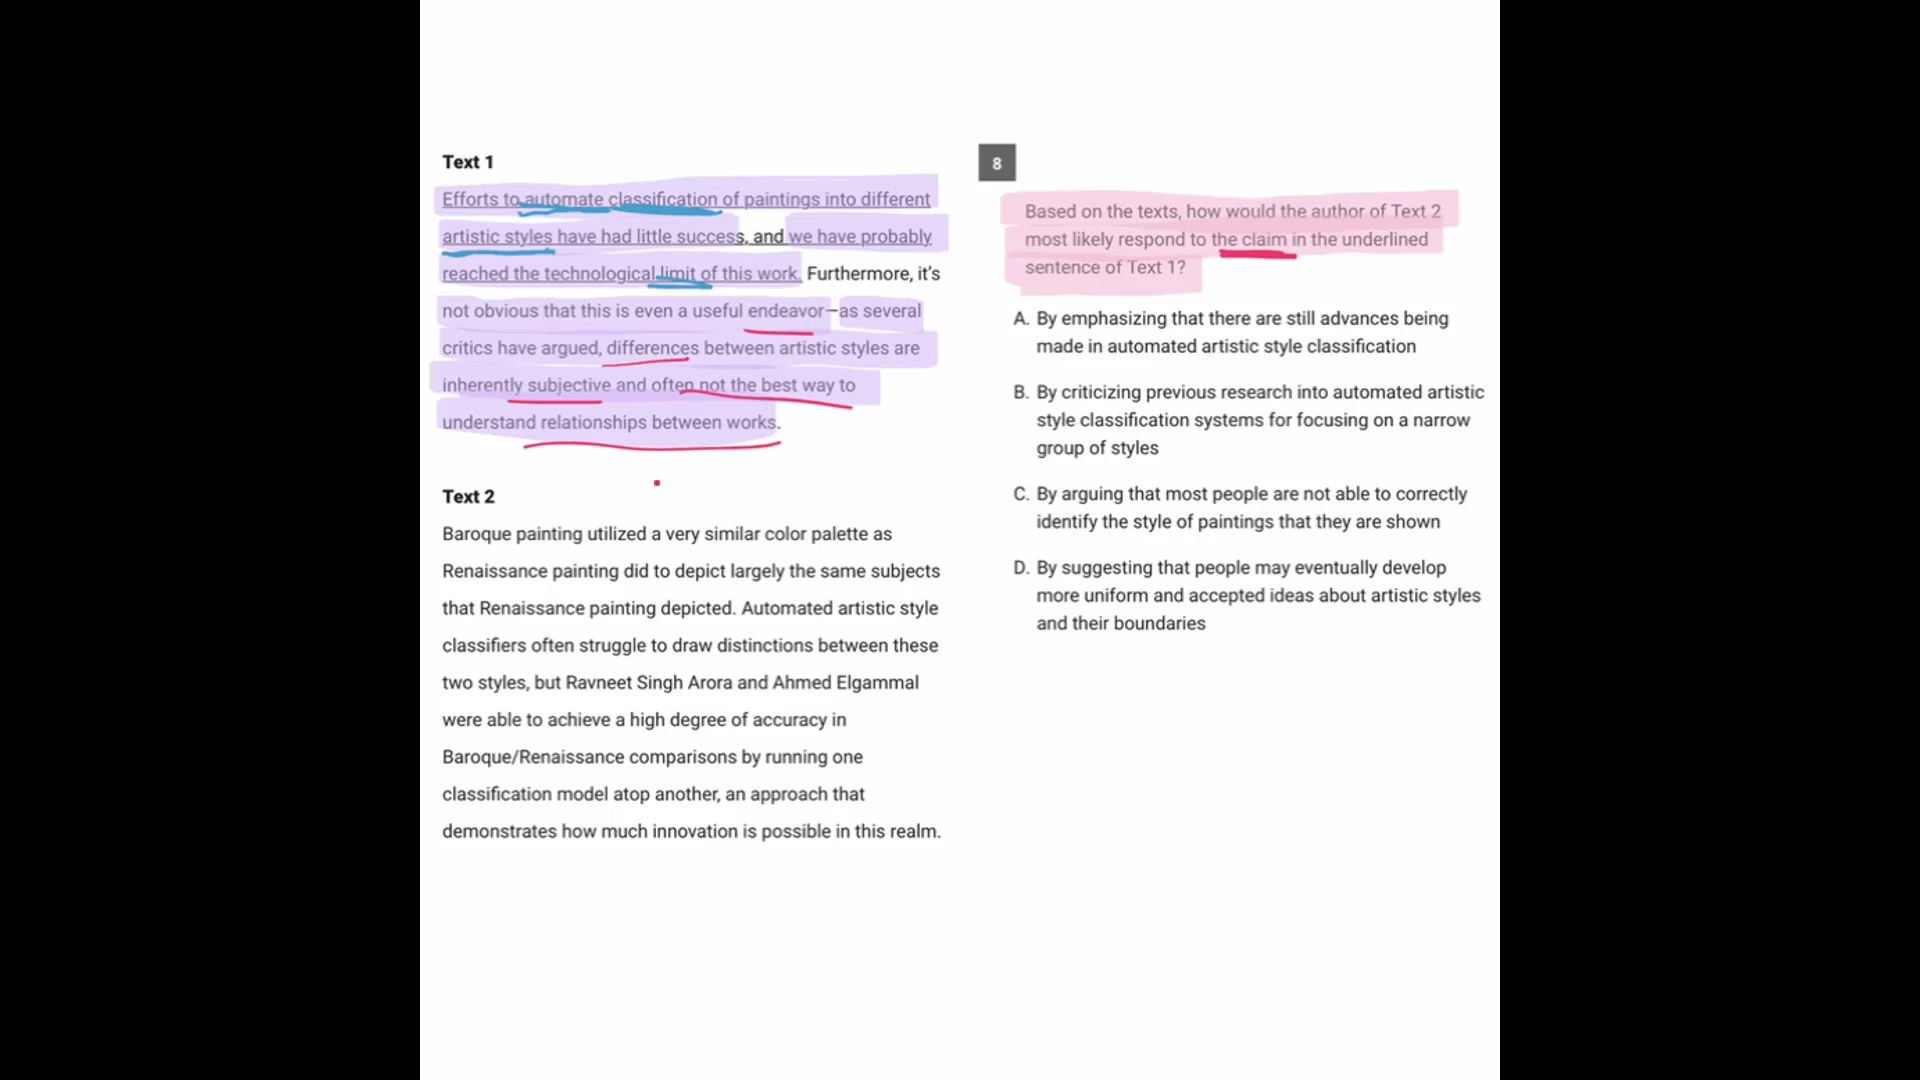 Text 1
Efforts to automate classification of paintings into different
artistic styles have had little success, and we have probably
reached the technological limit of this work. Furthermore, it’s
not obvious that this is even a useful endeavor—as several
critics have argued, differences between artistic styles are
inherently subjective and often not the best way to
understand relationships between works.
Text 2
Baroque painting utilized a very similar color palette as
Renaissance painting did to depict largely the same subjects
that Renaissance painting depicted. Automated artistic style
classifiers often struggle to draw distinctions between these
two styles, but Ravneet Singh Arora and Ahmed Elgammal
were able to achieve a high degree of accuracy in
Baroque/Renaissance comparisons by running one
classification model atop another, an approach that
demonstrates how much innovation is possible in this realm.
8
Based on the texts, how would the author of Text 2
most likely respond to the claim in the underlined
sentence of Text 1?
A. By emphasizing that there are still advances being
made in automated artistic style classification
B. By criticizing previous research into automated artistic
style classification systems for focusing on a narrow
group of styles
C. By arguing that most people are not able to correctly
identify the style of paintings that they are shown
D. By suggesting that people may eventually develop
more uniform and accepted ideas about artistic styles
and their boundaries